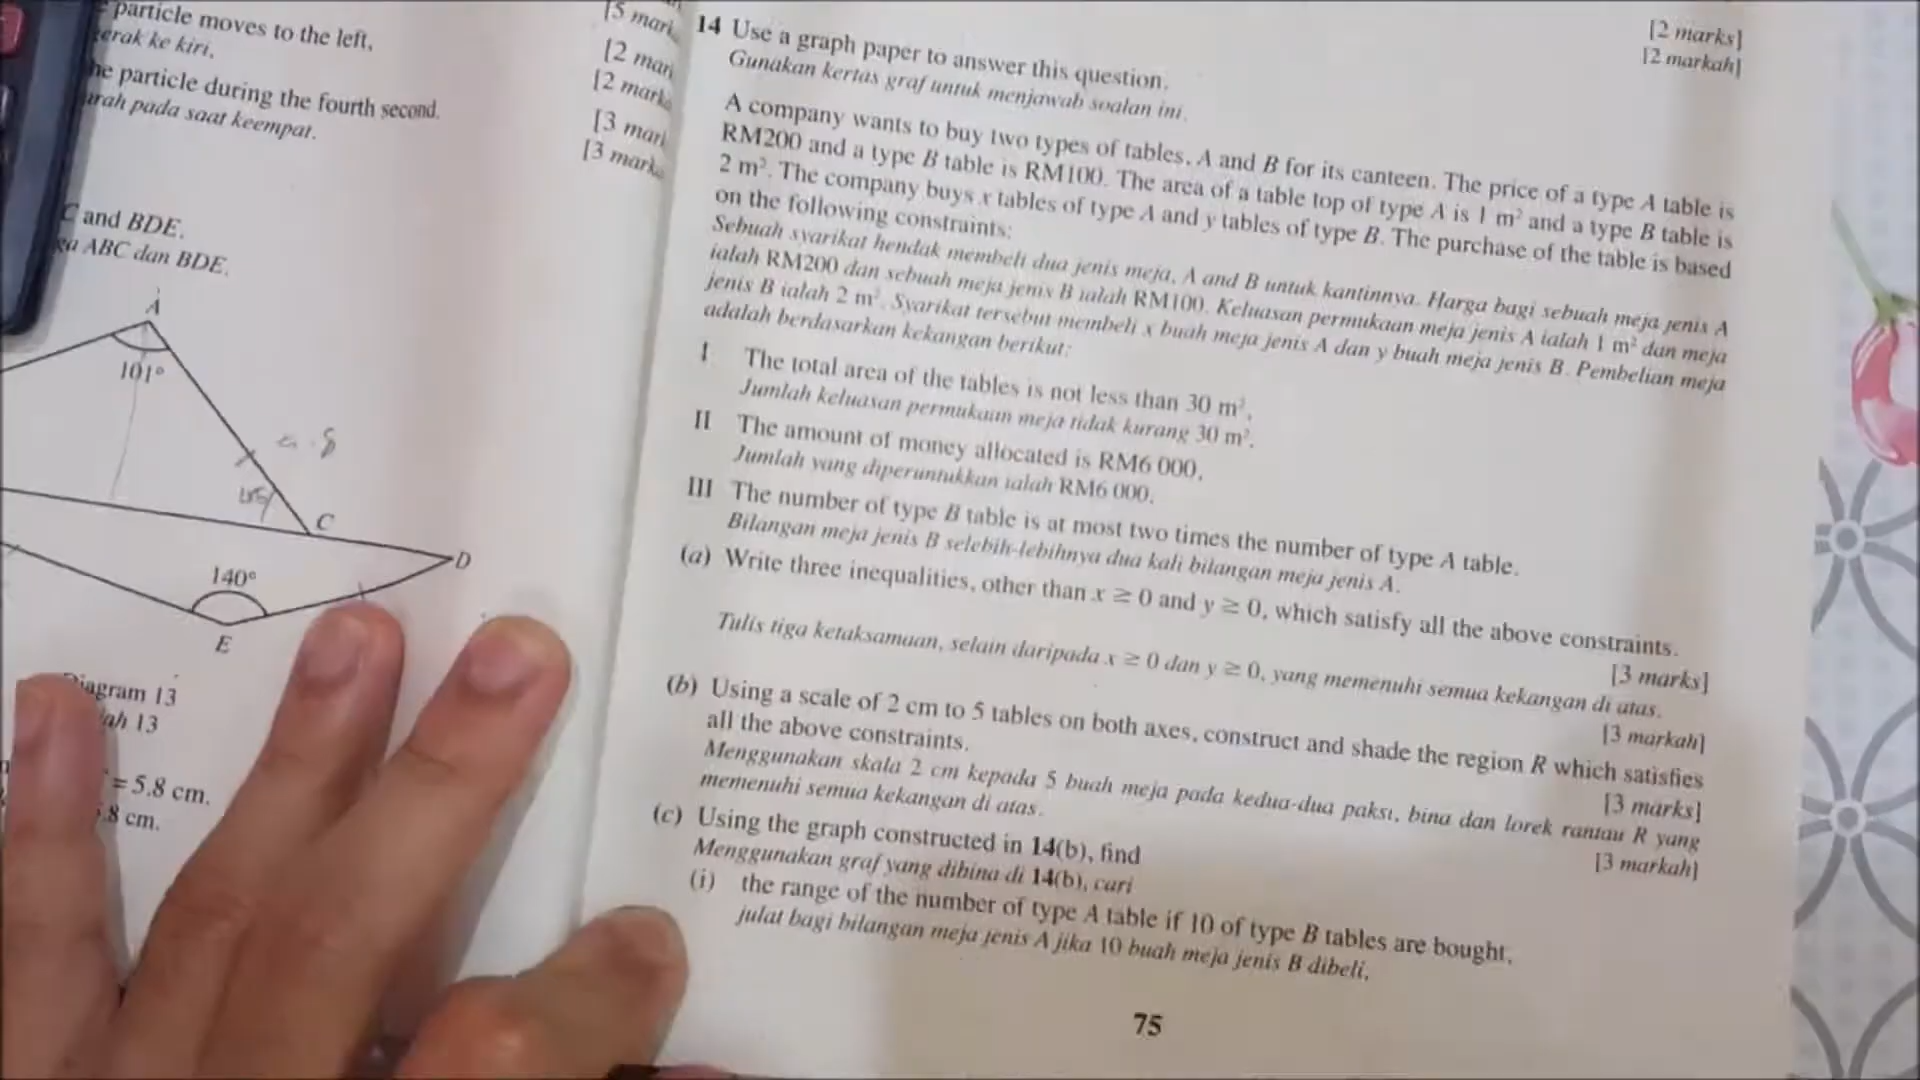 particle moves to the left,
erak ke kiri,
he particle during the fourth second.
arah pada saat keempat.
[5 mark
[2 mar
[2 mark
[3 mar
[3 mark
C and BDE.
ga ABC dan BDE.
A
101°
C
D
140°
E
Diagram 13
ah 13
= 5.8 cm.
.8 cm.
[2 marks]
[2 markah]
14 Use a graph paper to answer this question.
Gunakan kertas graf untuk menjawab soalan ini.
A company wants to buy two types of tables, A and B for its canteen. The price of a type A table is
RM200 and a type B table is RM100. The area of a table top of type A is 1 m² and a type B table is
2 m². The company buys x tables of type A and y tables of type B. The purchase of the table is based
on the following constraints:
Sebuah syarikat hendak membeli dua jenis meja, A and B untuk kantinnya. Harga bagi sebuah meja jenis A
ialah RM200 dan sebuah meja jenis B ialah RM100. Keluasan permukaan meja jenis A ialah 1 m² dan meja
jenis B ialah 2 m². Syarikat tersebut membeli x buah meja jenis A dan y buah meja jenis B. Pembelian meja
adalah berdasarkan kekangan berikut:
I The total area of the tables is not less than 30 m².
Jumlah keluasan permukaan meja tidak kurang 30 m².
II The amount of money allocated is RM6 000.
Jumlah yang diperuntukkan ialah RM6 000.
III The number of type B table is at most two times the number of type A table.
Bilangan meja jenis B selebih-lebihnya dua kali bilangan meja jenis A.
(a) Write three inequalities, other than x ≥ 0 and y ≥ 0, which satisfy all the above constraints.
[3 marks]
Tulis tiga ketaksamaan, selain daripada x ≥ 0 dan y ≥ 0, yang memenuhi semua kekangan di atas.
[3 markah]
(b) Using a scale of 2 cm to 5 tables on both axes, construct and shade the region R which satisfies
all the above constraints.
[3 marks]
Menggunakan skala 2 cm kepada 5 buah meja pada kedua-dua paksi, bina dan lorek rantau R yang
memenuhi semua kekangan di atas.
[3 markah]
(c) Using the graph constructed in 14(b), find
Menggunakan graf yang dibina di 14(b), cari
(i) the range of the number of type A table if 10 of type B tables are bought,
julat bagi bilangan meja jenis A jika 10 buah meja jenis B dibeli,
75